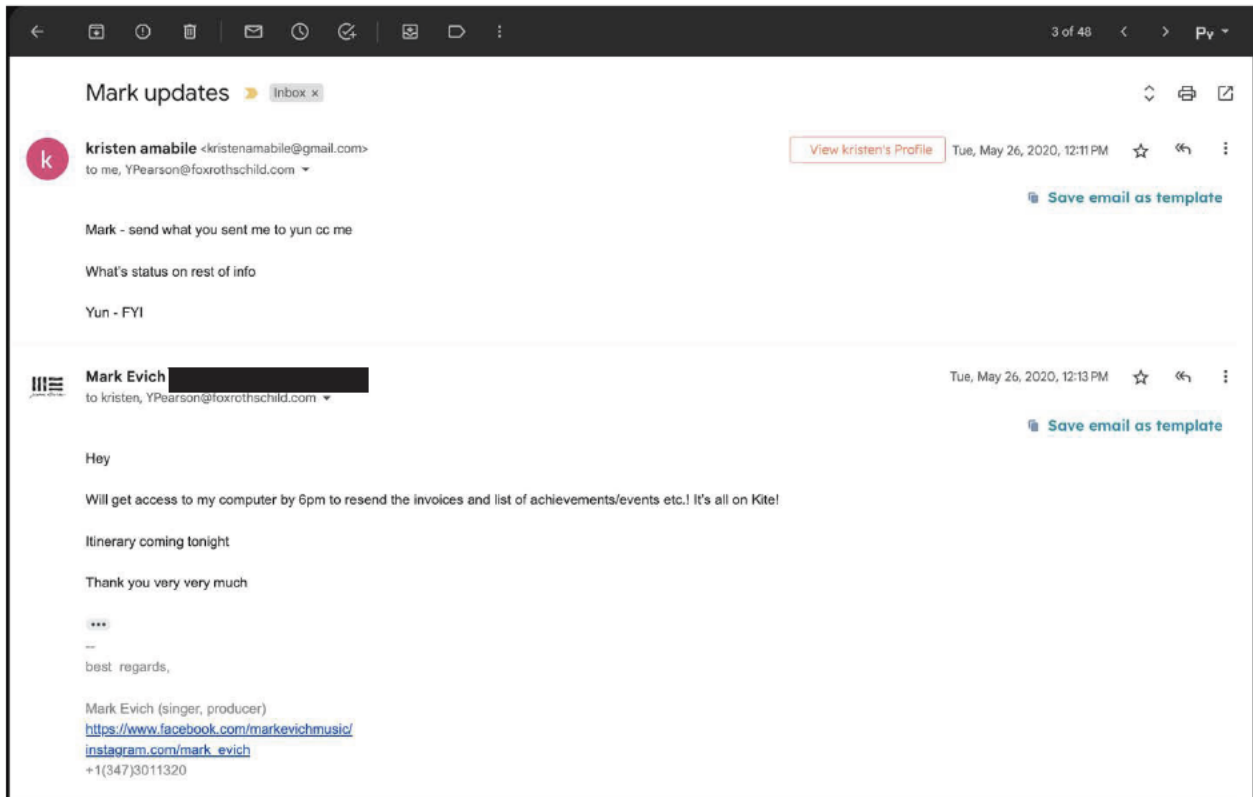 3 of 48
Mark updates
Inbox ×
k
kristen amabile <kristenamabile@gmail.com>
View kristen's Profile
Tue, May 26, 2020, 12:11 PM
to me, YPearson@foxrothschild.com
Save email as template
Mark - send what you sent me to yun cc me
What's status on rest of info
Yun - FYI
Mark Evich
Tue, May 26, 2020, 12:13 PM
to kristen, YPearson@foxrothschild.com
Save email as template
Hey
Will get access to my computer by 6pm to resend the invoices and list of achievements/events etc.! It's all on Kite!
Itinerary coming tonight
Thank you very very much
...
--
best regards,
Mark Evich (singer, producer)
https://www.facebook.com/markevichmusic/
instagram.com/mark_evich
+1(347)3011320